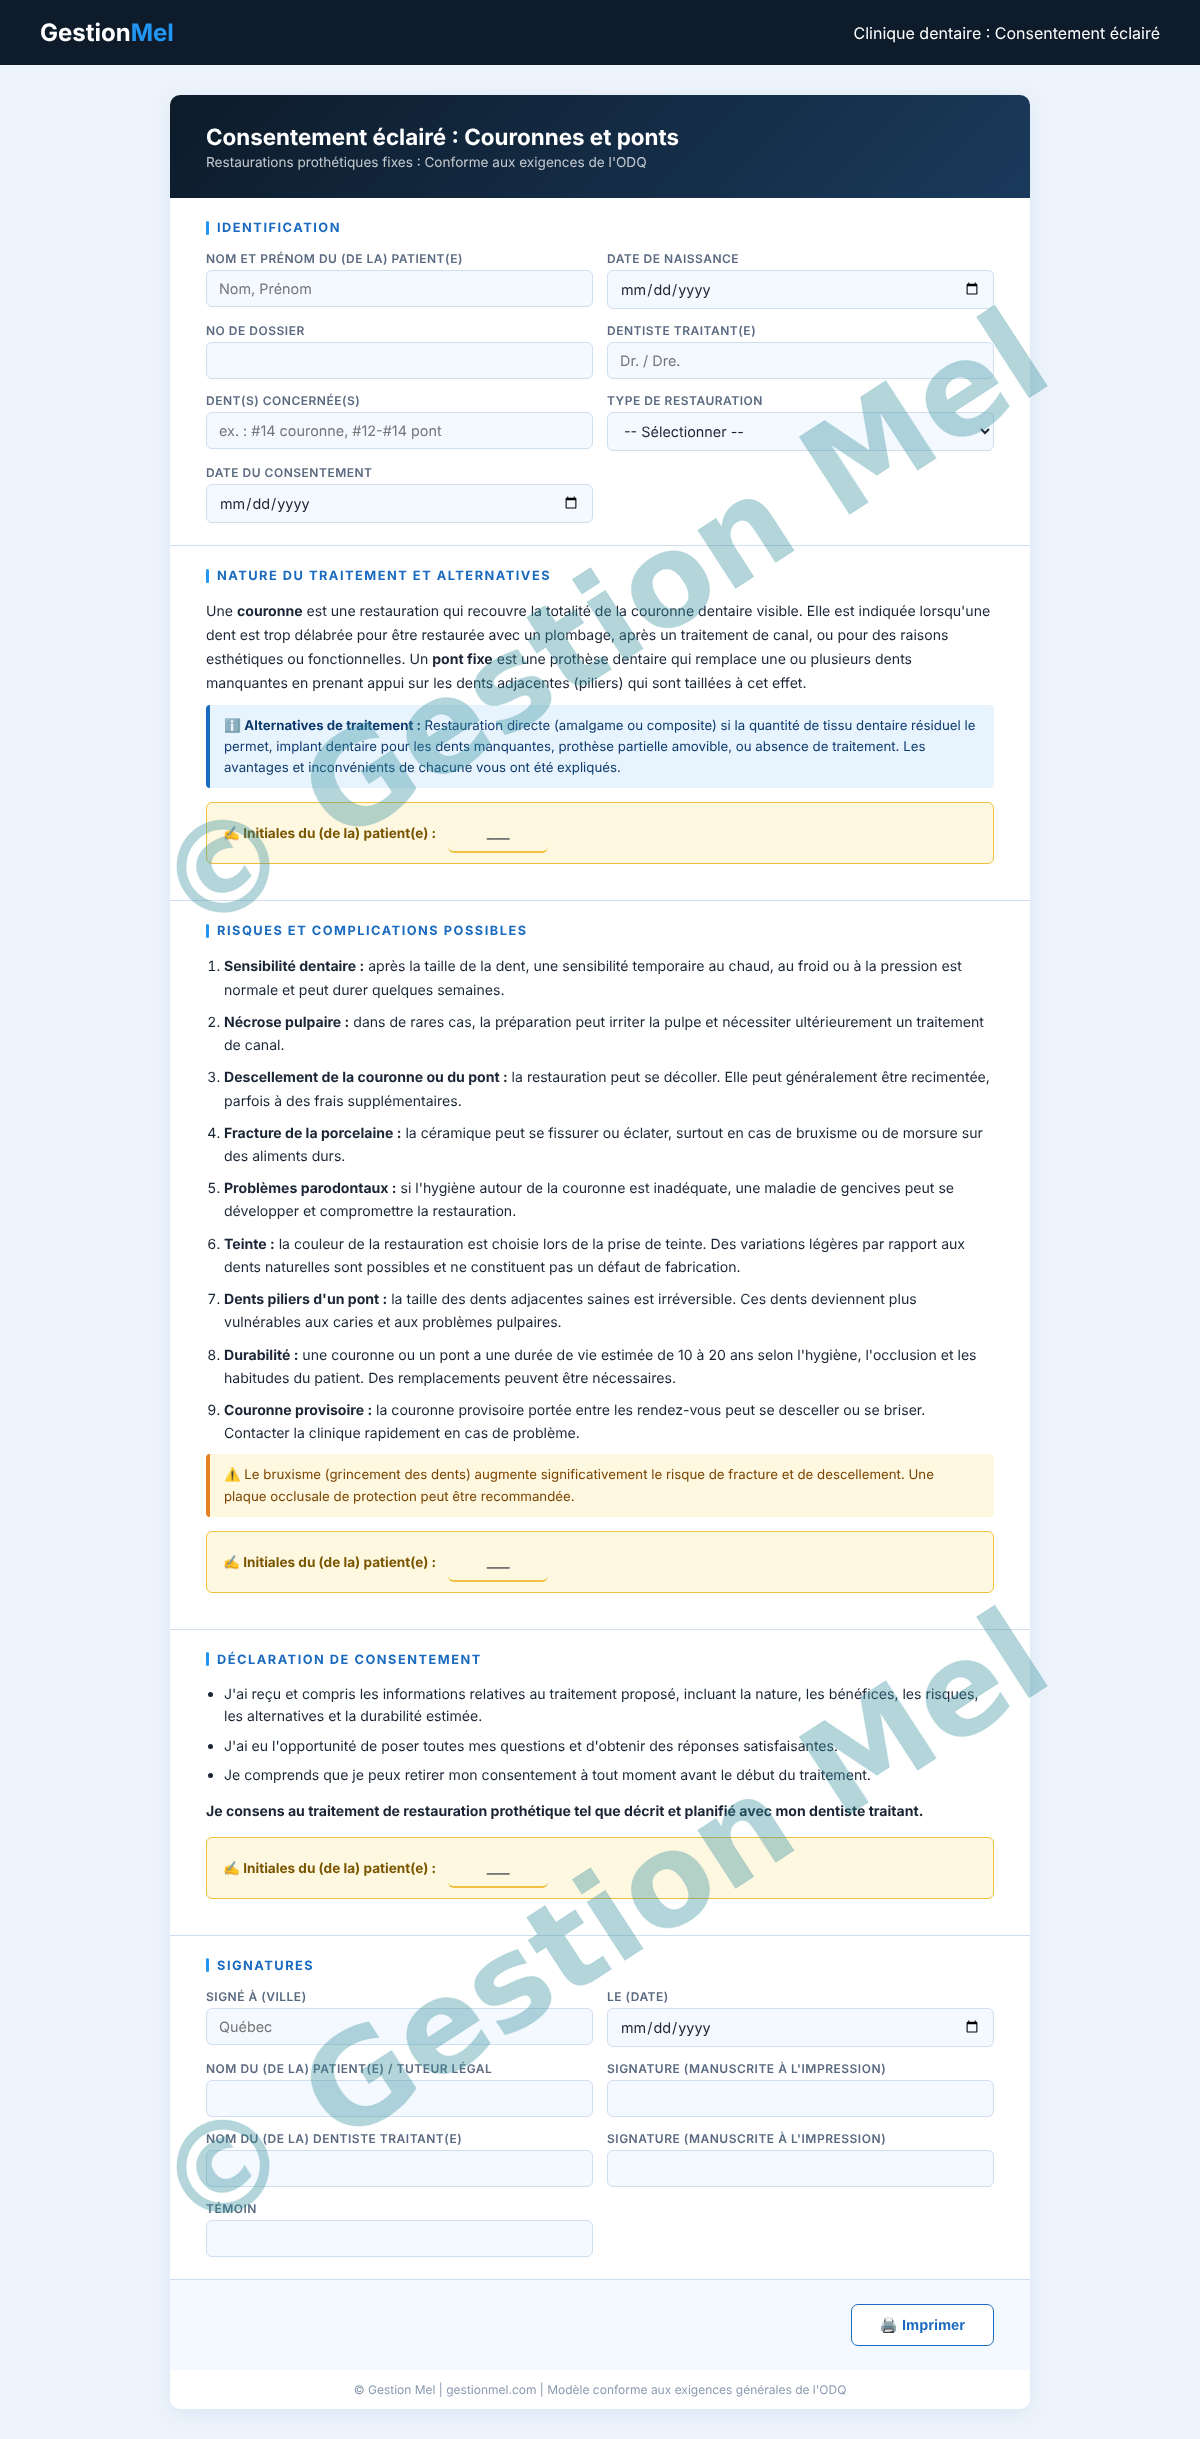 GestionMel
Clinique dentaire : Consentement éclairé
Consentement éclairé : Couronnes et ponts
Restaurations prothétiques fixes : Conforme aux exigences de l'ODQ
IDENTIFICATION
NOM ET PRÉNOM DU (DE LA) PATIENT(E)
DATE DE NAISSANCE
Nom, Prénom
mm/dd/yyyy
NO DE DOSSIER
DENTISTE TRAITANT(E)
Dr. / Dre.
DENT(S) CONCERNÉE(S)
TYPE DE RESTAURATION
ex. : #14 couronne, #12-#14 pont
-- Sélectionner --
DATE DU CONSENTEMENT
mm/dd/yyyy
NATURE DU TRAITEMENT ET ALTERNATIVES
Une couronne est une restauration qui recouvre la totalité de la couronne dentaire visible. Elle est indiquée lorsqu'une
dent est trop délabrée pour être restaurée avec un plombage, après un traitement de canal, ou pour des raisons
esthétiques ou fonctionnelles. Un pont fixe est une prothèse dentaire qui remplace une ou plusieurs dents
manquantes en prenant appui sur les dents adjacentes (piliers) qui sont taillées à cet effet.
ℹ️ Alternatives de traitement : Restauration directe (amalgame ou composite) si la quantité de tissu dentaire résiduel le
permet, implant dentaire pour les dents manquantes, prothèse partielle amovible, ou absence de traitement. Les
avantages et inconvénients de chacune vous ont été expliqués.
✍️ Initiales du (de la) patient(e) : ___
© Gestion Mel
RISQUES ET COMPLICATIONS POSSIBLES
1. Sensibilité dentaire : après la taille de la dent, une sensibilité temporaire au chaud, au froid ou à la pression est
normale et peut durer quelques semaines.
2. Nécrose pulpaire : dans de rares cas, la préparation peut irriter la pulpe et nécessiter ultérieurement un traitement
de canal.
3. Descellement de la couronne ou du pont : la restauration peut se décoller. Elle peut généralement être recimentée,
parfois à des frais supplémentaires.
4. Fracture de la porcelaine : la céramique peut se fissurer ou éclater, surtout en cas de bruxisme ou de morsure sur
des aliments durs.
5. Problèmes parodontaux : si l'hygiène autour de la couronne est inadéquate, une maladie de gencives peut se
développer et compromettre la restauration.
6. Teinte : la couleur de la restauration est choisie lors de la prise de teinte. Des variations légères par rapport aux
dents naturelles sont possibles et ne constituent pas un défaut de fabrication.
7. Dents piliers d'un pont : la taille des dents adjacentes saines est irréversible. Ces dents deviennent plus
vulnérables aux caries et aux problèmes pulpaires.
8. Durabilité : une couronne ou un pont a une durée de vie estimée de 10 à 20 ans selon l'hygiène, l'occlusion et les
habitudes du patient. Des remplacements peuvent être nécessaires.
9. Couronne provisoire : la couronne provisoire portée entre les rendez-vous peut se desceller ou se briser.
Contacter la clinique rapidement en cas de problème.
⚠️ Le bruxisme (grincement des dents) augmente significativement le risque de fracture et de descellement. Une
plaque occlusale de protection peut être recommandée.
✍️ Initiales du (de la) patient(e) : ___
DÉCLARATION DE CONSENTEMENT
• J'ai reçu et compris les informations relatives au traitement proposé, incluant la nature, les bénéfices, les risques,
les alternatives et la durabilité estimée.
• J'ai eu l'opportunité de poser toutes mes questions et d'obtenir des réponses satisfaisantes.
• Je comprends que je peux retirer mon consentement à tout moment avant le début du traitement.
Je consens au traitement de restauration prothétique tel que décrit et planifié avec mon dentiste traitant.
✍️ Initiales du (de la) patient(e) : ___
© Gestion Mel
SIGNATURES
SIGNÉ À (VILLE)
LE (DATE)
Québec
mm/dd/yyyy
NOM DU (DE LA) PATIENT(E) / TUTEUR LÉGAL
SIGNATURE (MANUSCRITE À L'IMPRESSION)
NOM DU (DE LA) DENTISTE TRAITANT(E)
SIGNATURE (MANUSCRITE À L'IMPRESSION)
TÉMOIN
🖨️ Imprimer
© Gestion Mel | gestionmel.com | Modèle conforme aux exigences générales de l'ODQ